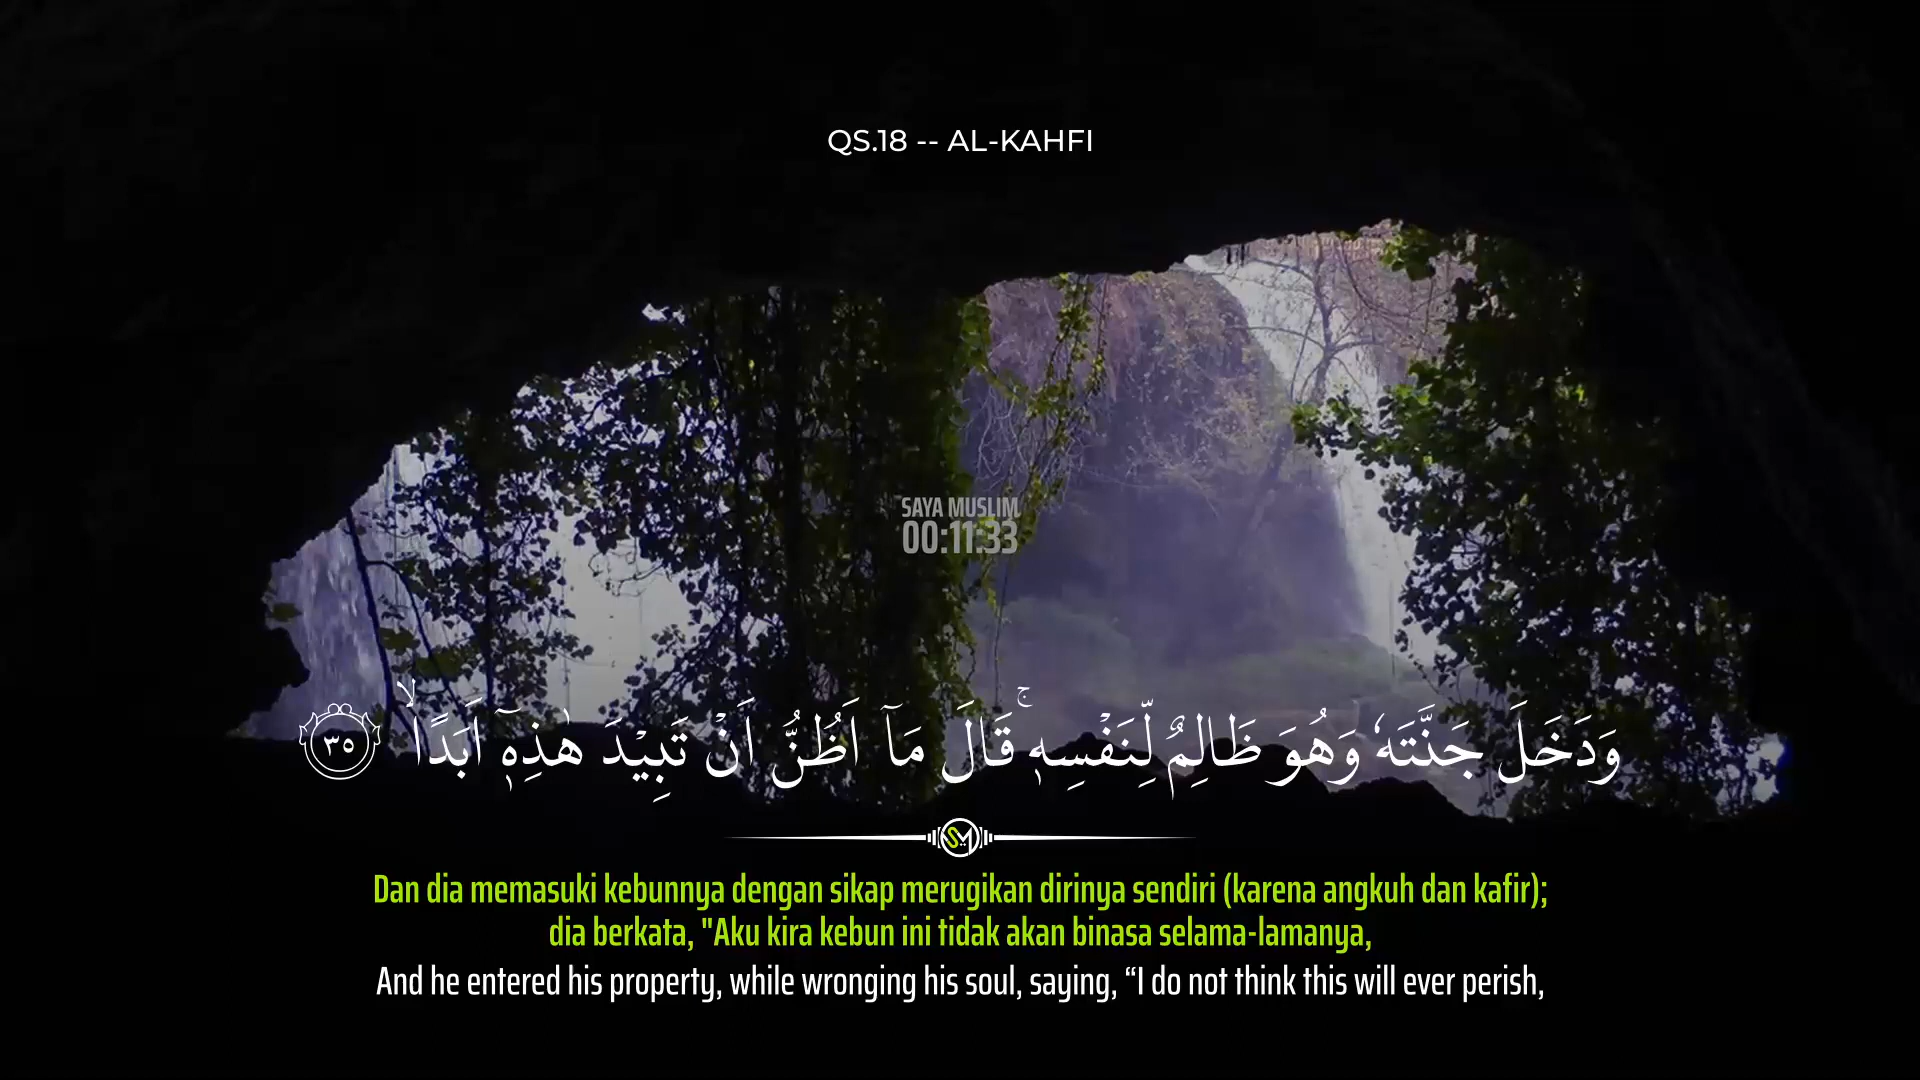 QS.18 -- AL-KAHFI
SAYA MUSLIM
00:11:33
وَدَخَلَ جَنَّتَهٗ وَهُوَ ظَالِمٌ لِّنَفْسِهٖۚ قَالَ مَآ اَظُنُّ اَنْ تَبِيْدَ هٰذِهٖٓ اَبَدًاۙ ٣٥
SM
Dan dia memasuki kebunnya dengan sikap merugikan dirinya sendiri (karena angkuh dan kafir);
dia berkata, "Aku kira kebun ini tidak akan binasa selama-lamanya,
And he entered his property, while wronging his soul, saying, “I do not think this will ever perish,